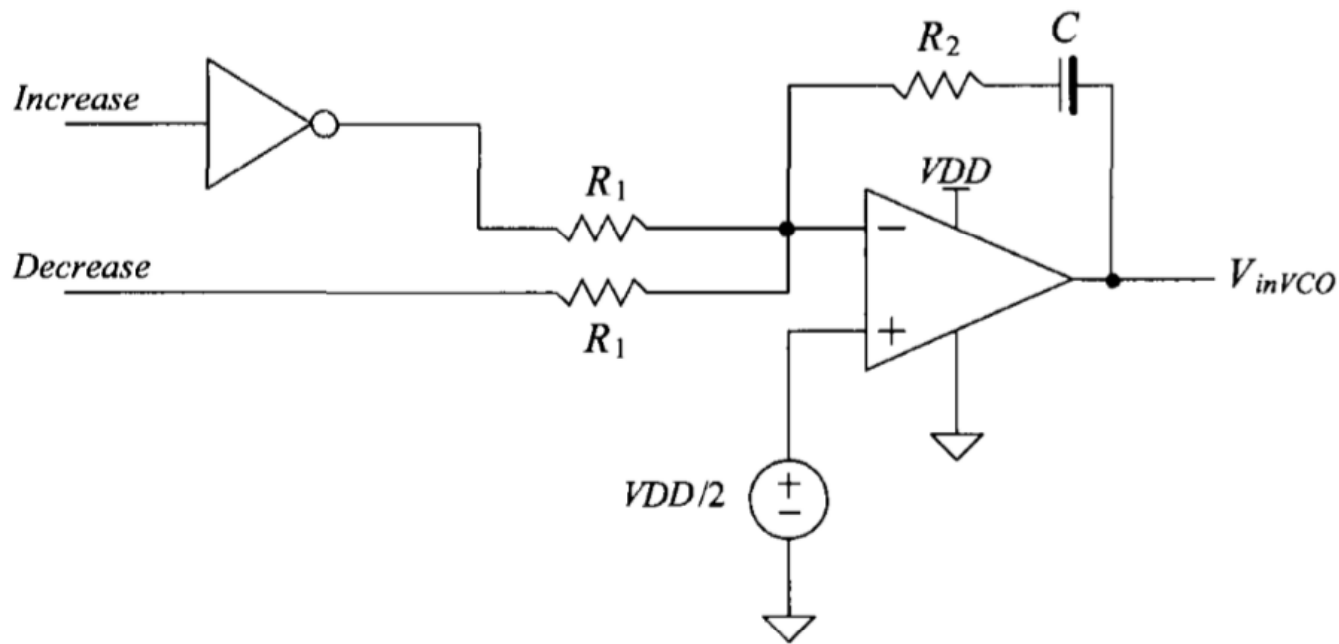 C
R2
Increase
VDD
R1
−
Decrease
VinVCO
R1
+
VDD/2
+
−